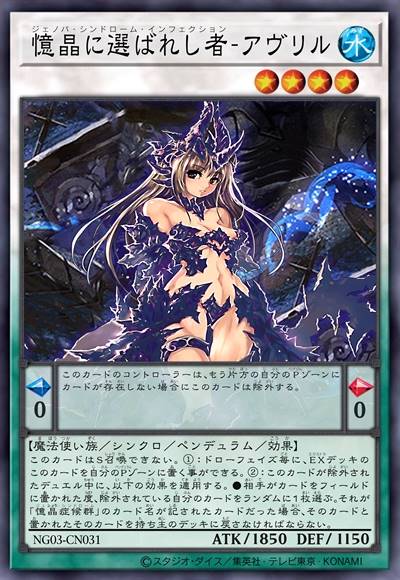 ジェノバ・シンドローム・インフェクション
憶晶に選ばれし者-アヴリル
水
このカードのコントローラーは、もう片方の自分のPゾーンに
カードが存在しない場合にこのカードは除外する。
0
0
【魔法使い族/シンクロ/ペンデュラム/効果】
このカードはS召喚できない。①:ドローフェイズ毎に、EXデッキの
このカードを自分のPゾーンに置く事ができる。②:このカードが除外され
たデュエル中に、以下の効果を適用する。●相手がカードをフィールド
に置かれた度、除外されている自分のカードをランダムに1枚選ぶ。それが
「憶晶症候群」のカード名が記されたカードだった場合、そのカードと
置かれたそのカードを持ち主のデッキに戻さなければならない。
NG03-CN031
ATK/1850 DEF/1150
©スタジオ・ダイス/集英社・テレビ東京・KONAMI